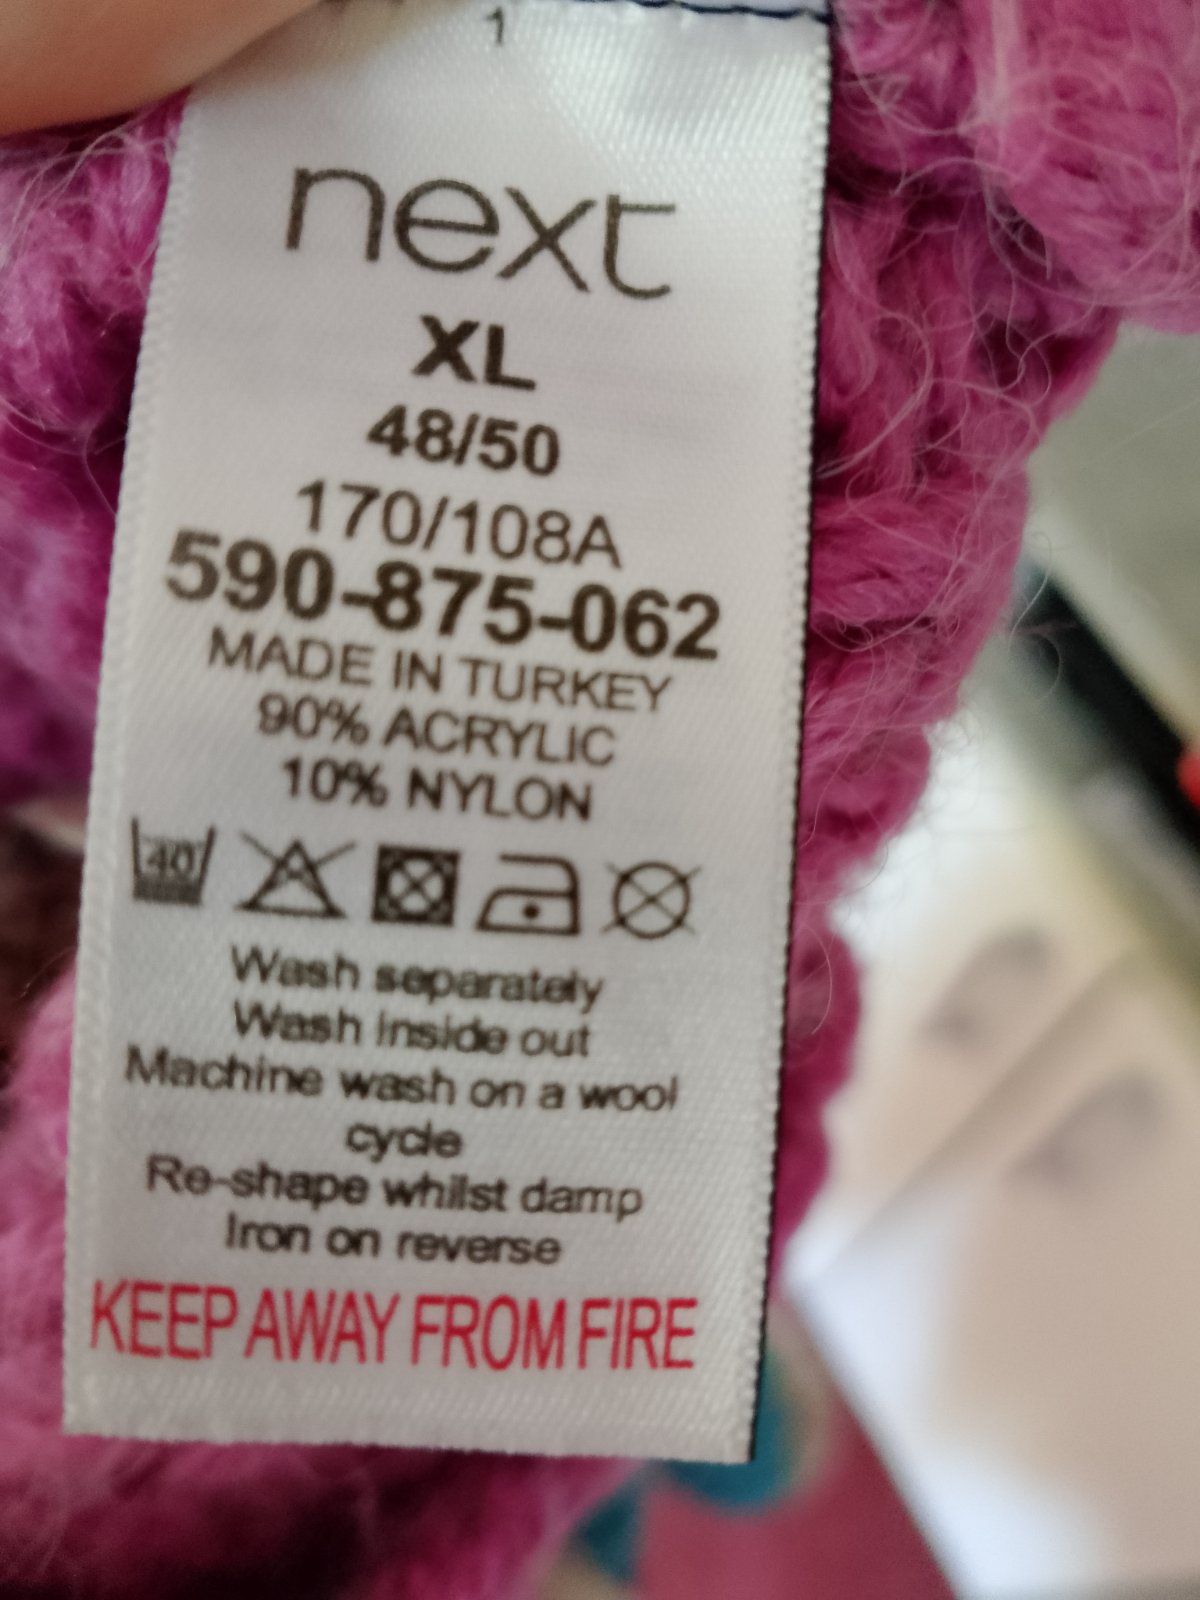 1
next
XL
48/50
170/108A
590-875-062
MADE IN TURKEY
90% ACRYLIC
10% NYLON
40
Wash separately
Wash inside out
Machine wash on a wool
cycle
Re-shape whilst damp
Iron on reverse
KEEP AWAY FROM FIRE